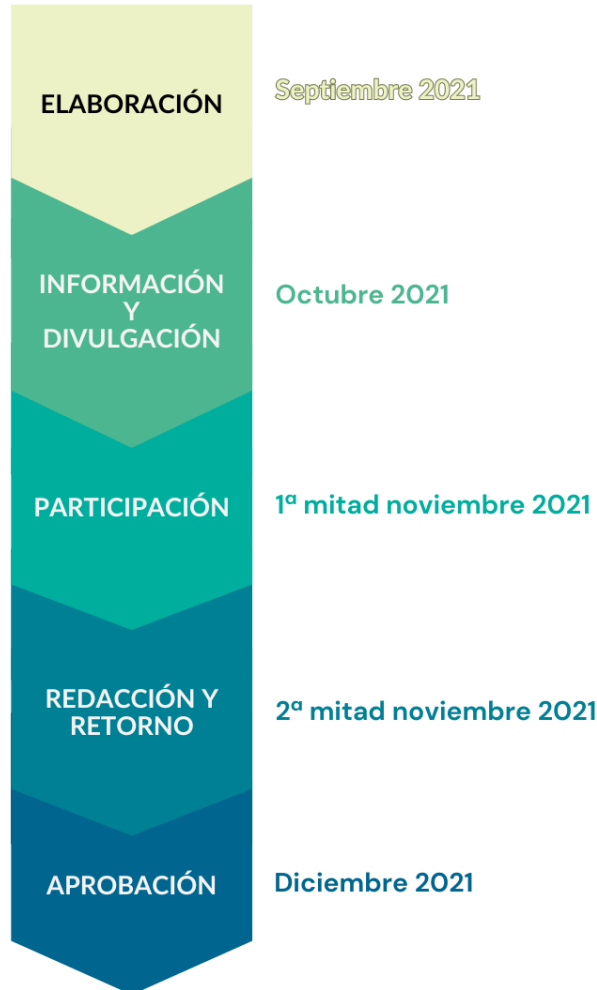 ELABORACIÓN
Septiembre 2021
INFORMACIÓN
Y
DIVULGACIÓN
Octubre 2021
PARTICIPACIÓN
1ª mitad noviembre 2021
REDACCIÓN Y
RETORNO
2ª mitad noviembre 2021
APROBACIÓN
Diciembre 2021